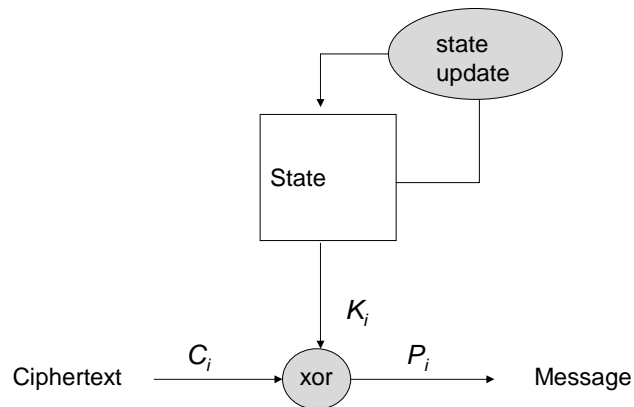 state
update
State
K_i
C_i
P_i
Ciphertext
xor
Message